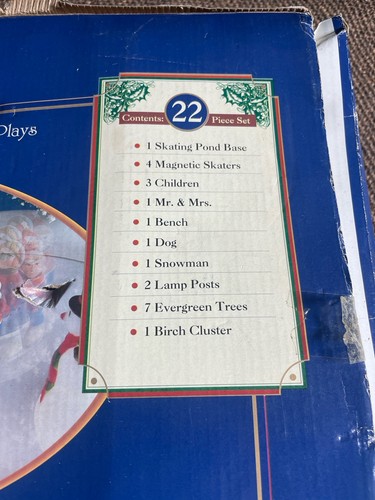 Plays
Contents: 22 Piece Set
• 1 Skating Pond Base
• 4 Magnetic Skaters
• 3 Children
• 1 Mr. & Mrs.
• 1 Bench
• 1 Dog
• 1 Snowman
• 2 Lamp Posts
• 7 Evergreen Trees
• 1 Birch Cluster